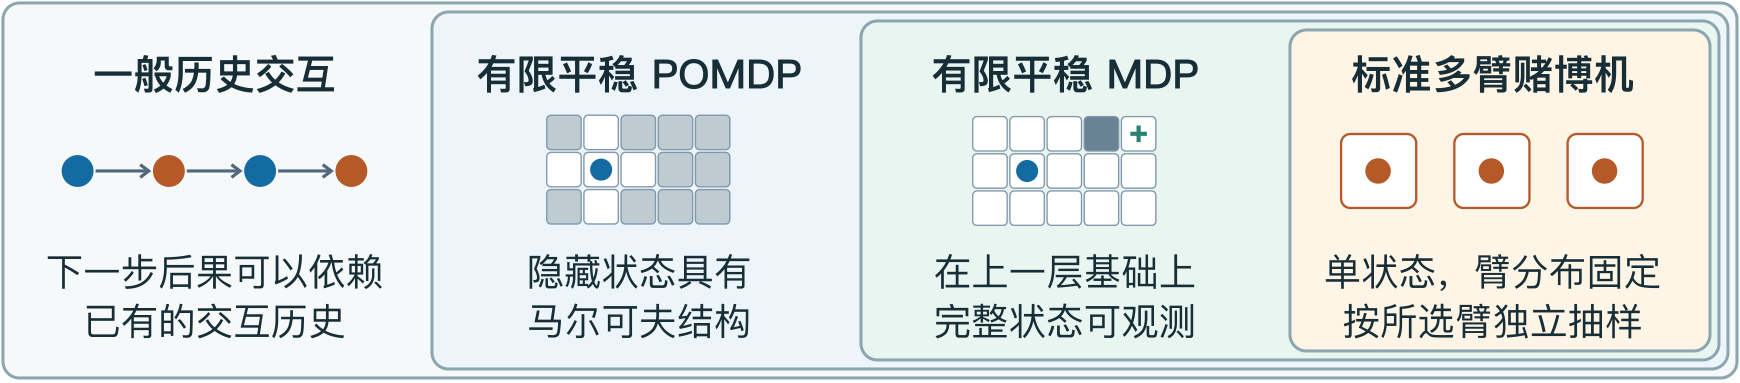 一般历史交互
下一步后果可以依赖
已有的交互历史
有限平稳 POMDP
隐藏状态具有
马尔可夫结构
有限平稳 MDP
+
在上一层基础上
完整状态可观测
标准多臂赌博机
单状态，臂分布固定
按所选臂独立抽样